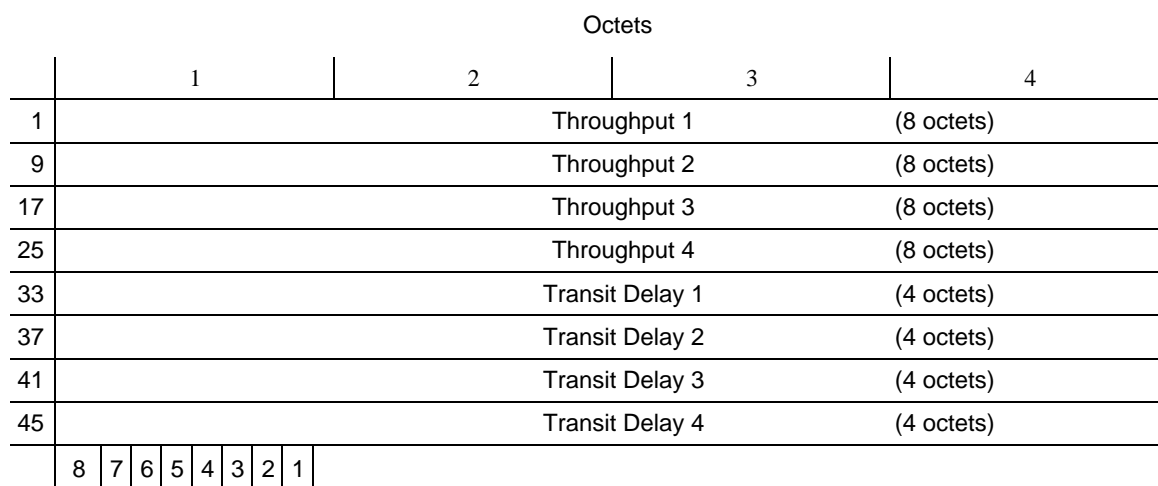 Octets
1 2 3 4
1 Throughput 1 (8 octets)
9 Throughput 2 (8 octets)
17 Throughput 3 (8 octets)
25 Throughput 4 (8 octets)
33 Transit Delay 1 (4 octets)
37 Transit Delay 2 (4 octets)
41 Transit Delay 3 (4 octets)
45 Transit Delay 4 (4 octets)
8 7 6 5 4 3 2 1